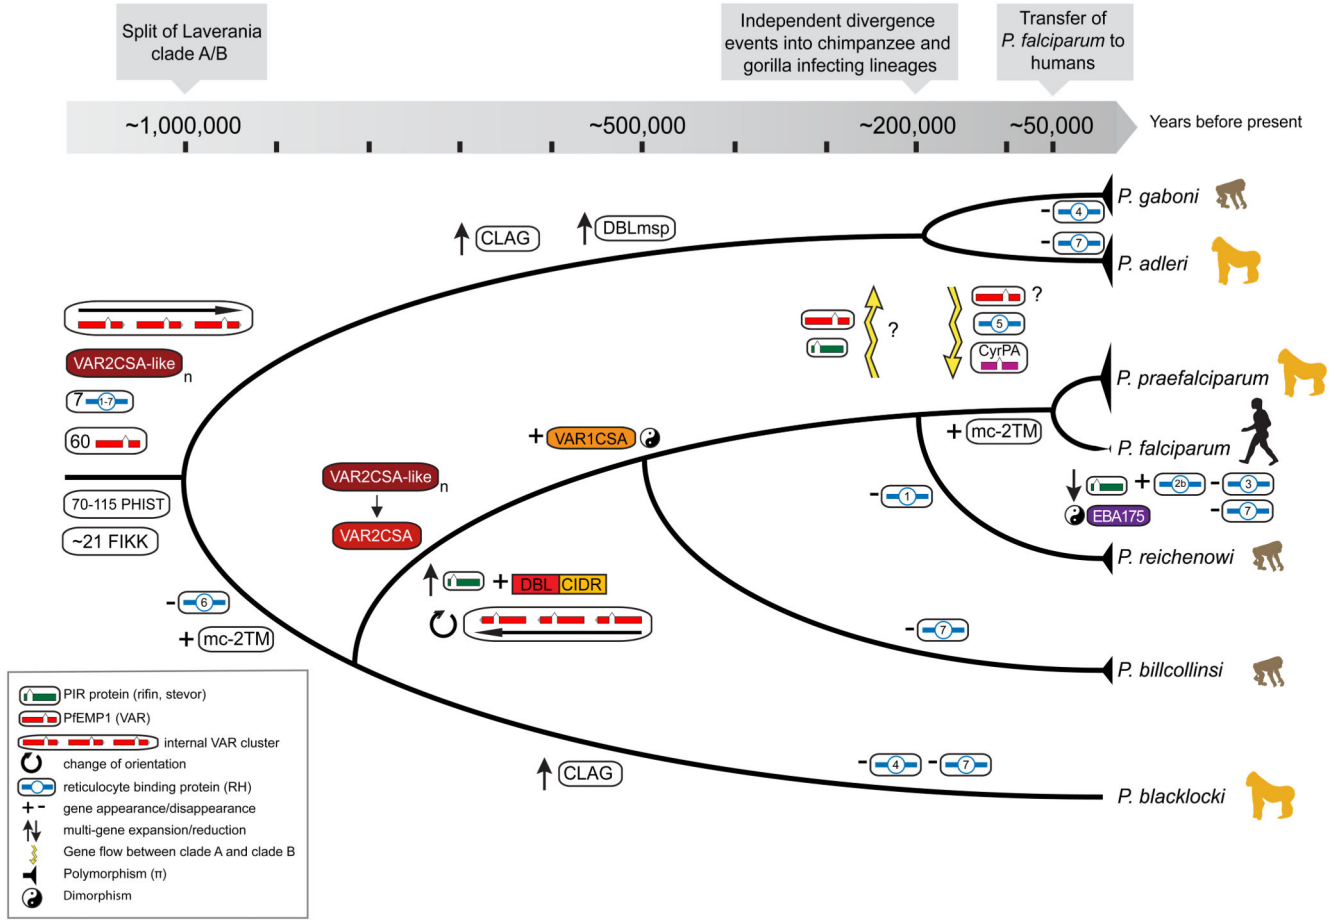 Split of Laverania
clade A/B
Independent divergence
events into chimpanzee and
gorilla infecting lineages
Transfer of
P. falciparum to
humans
~1,000,000
~500,000
~200,000
~50,000
Years before present
P. gaboni
- 4
CLAG
DBLmsp
- 7
P. adleri
?
?
5
CyrPA
VAR2CSA-like n
7 1-7
60
70-115 PHIST
~21 FIKK
P. praefalciparum
+ mc-2TM
P. falciparum
+ VAR1CSA
VAR2CSA-like n
VAR2CSA
- 1
+ 2b - 3
EBA175 - 7
P. reichenowi
+ DBL CIDR
- 6
+ mc-2TM
- 7
P. billcollinsi
CLAG
- 4 - 7
P. blacklocki
PIR protein (rifin, stevor)
PfEMP1 (VAR)
internal VAR cluster
change of orientation
reticulocyte binding protein (RH)
+ - gene appearance/disappearance
multi-gene expansion/reduction
Gene flow between clade A and clade B
Polymorphism (π)
Dimorphism